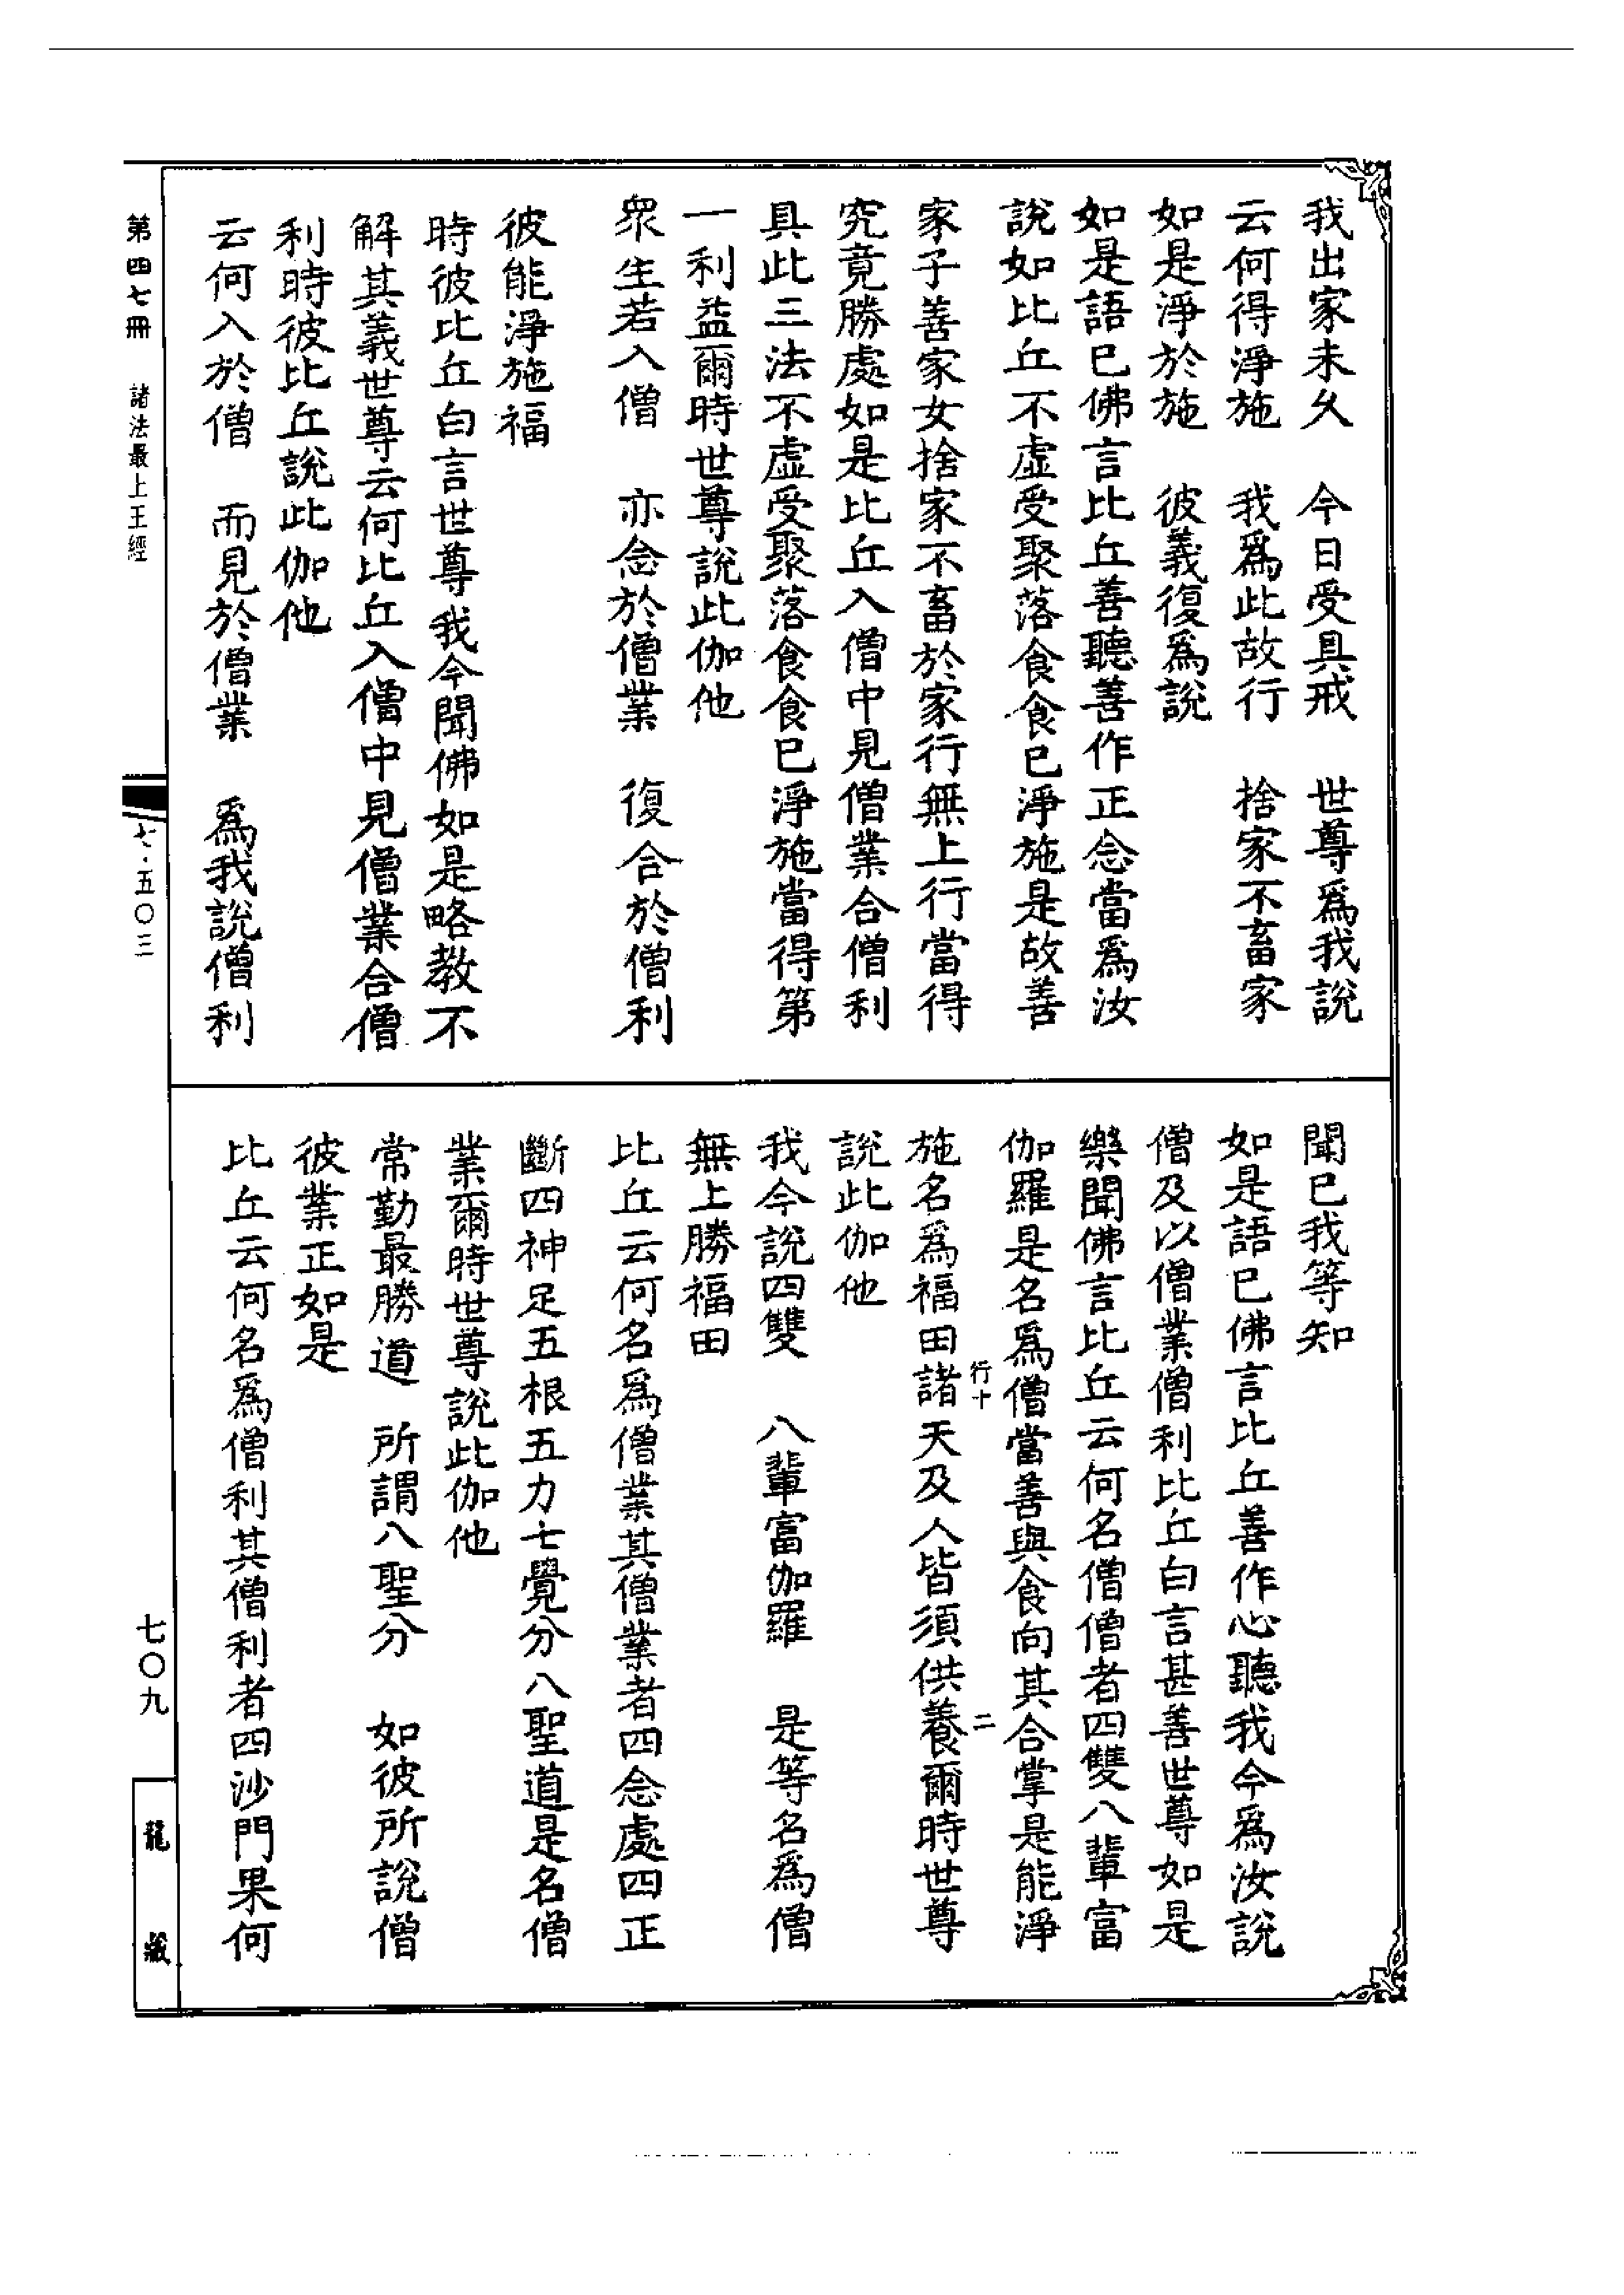 我出家未久　今日受具戒　世尊爲我說
云何得淨施　我爲此故行　捨家不畜家
如是淨於施　彼義復爲說
如是語已佛言比丘善聽善作正念當爲汝
說如比丘不虛受聚落食食已淨施是故善
家子善家女捨家不畜於家行無上行當得
究竟勝處如是比丘入僧中見僧業合僧利
具此三法不虛受聚落食食已淨施當得第
一利益爾時世尊說此伽他
眾生若入僧　亦念於僧業　復合於僧利
彼能淨施福
時彼比丘白言世尊我今聞佛如是略教不
解其義世尊云何比丘入僧中見僧業合僧
利時彼比丘說此伽他
云何入於僧　而見於僧業　爲我說僧利
聞已我等知
如是語已佛言比丘善作心聽我今爲汝說
僧及以僧業僧利比丘白言甚善世尊如是
樂聞佛言比丘云何名僧僧者四雙八輩富
伽羅是名爲僧當善與食向其合掌是能淨
施名爲福田諸天及人皆須供養爾時世尊
行十　二
說此伽他
我今說四雙　八輩富伽羅　是等名爲僧
無上勝福田
比丘云何名爲僧業其僧業者四念處四正
斷四神足五根五力七覺分八聖道是名僧
業爾時世尊說此伽他
常勤最勝道　所謂八聖分　如彼所說僧
彼業正如是
比丘云何名爲僧利其僧利者四沙門果何
第四七冊　諸法最上王經
七·五〇三
七〇九
龍藏